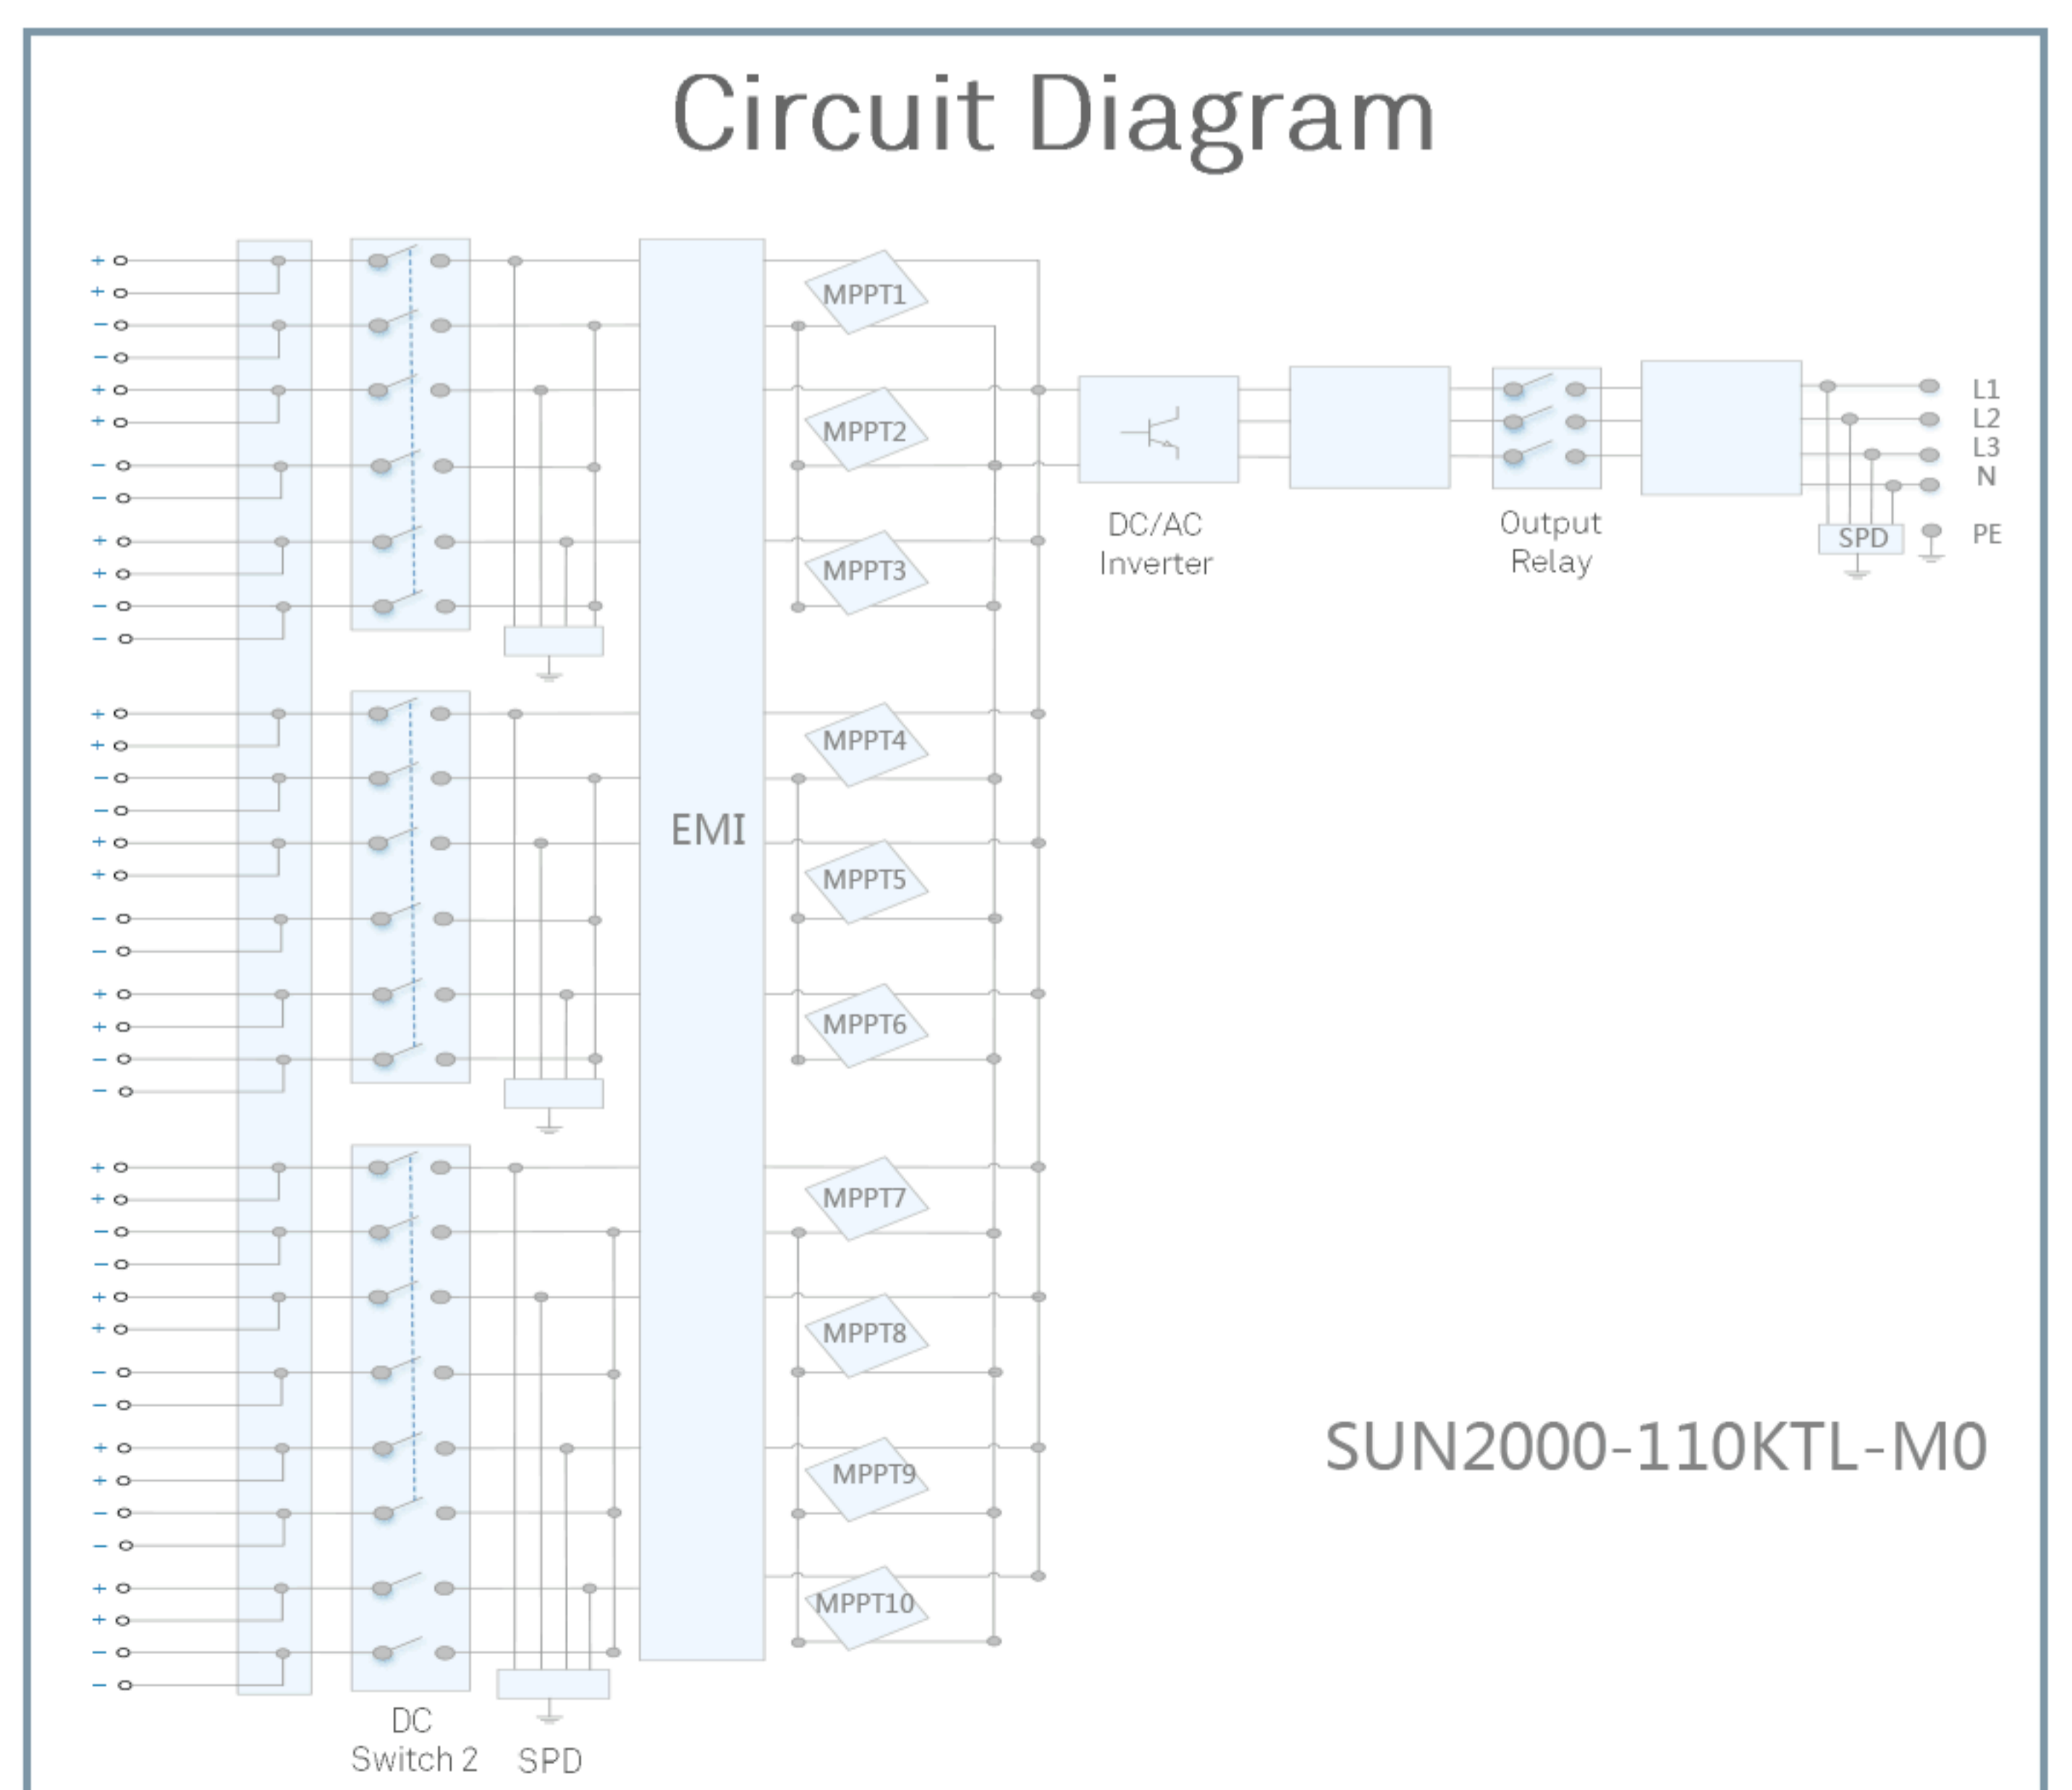 Circuit Diagram
+
+
−
−
+
+
−
−
+
+
−
−
+
+
−
−
+
+
−
−
+
+
−
−
+
+
−
−
+
+
−
−
+
+
−
−
+
+
−
−
EMI
MPPT1
MPPT2
MPPT3
MPPT4
MPPT5
MPPT6
MPPT7
MPPT8
MPPT9
MPPT10
DC/AC
Inverter
Output
Relay
L1
L2
L3
N
PE
SPD
SUN2000-110KTL-M0
DC
Switch 2
SPD